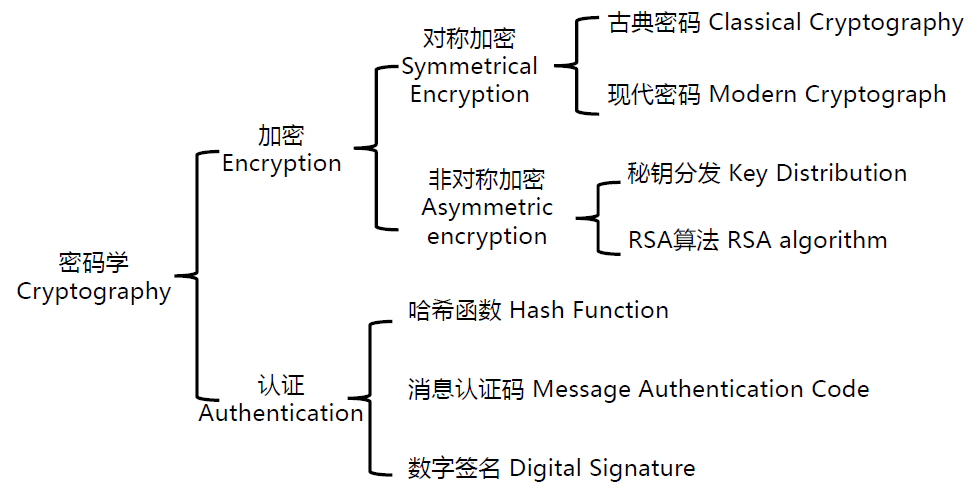 密码学
Cryptography
加密
Encryption
对称加密
Symmetrical
Encryption
古典密码 Classical Cryptography
现代密码 Modern Cryptograph
非对称加密
Asymmetric
encryption
秘钥分发 Key Distribution
RSA算法 RSA algorithm
认证
Authentication
哈希函数 Hash Function
消息认证码 Message Authentication Code
数字签名 Digital Signature